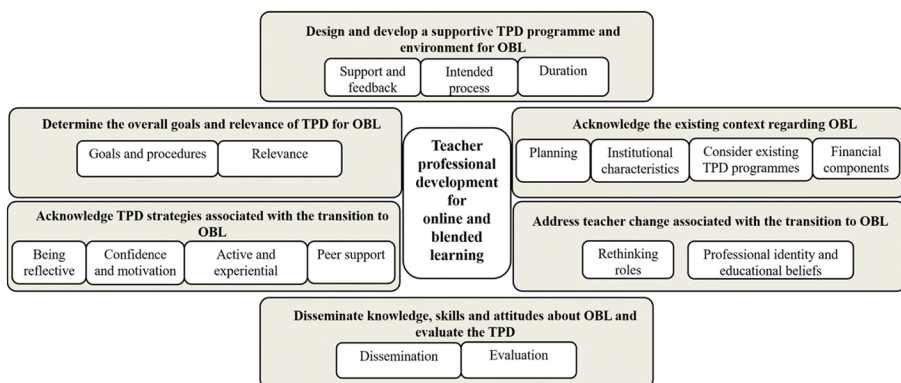 Design and develop a supportive TPD programme and
environment for OBL
Support and
feedback
Intended
process
Duration
Determine the overall goals and relevance of TPD for OBL
Goals and procedures
Relevance
Teacher
professional
development
for
online and
blended
learning
Acknowledge the existing context regarding OBL
Planning
Institutional
characteristics
Consider existing
TPD programmes
Financial
components
Acknowledge TPD strategies associated with the transition to
OBL
Being
reflective
Confidence
and motivation
Active and
experiential
Peer support
Address teacher change associated with the transition to OBL
Rethinking
roles
Professional identity and
educational beliefs
Disseminate knowledge, skills and attitudes about OBL and
evaluate the TPD
Dissemination
Evaluation